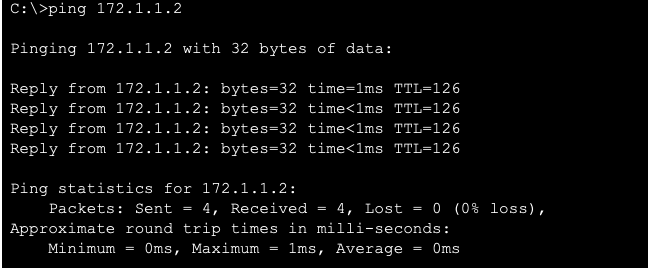 C:\>ping 172.1.1.2
Pinging 172.1.1.2 with 32 bytes of data:
Reply from 172.1.1.2: bytes=32 time=1ms TTL=126
Reply from 172.1.1.2: bytes=32 time<1ms TTL=126
Reply from 172.1.1.2: bytes=32 time<1ms TTL=126
Reply from 172.1.1.2: bytes=32 time<1ms TTL=126
Ping statistics for 172.1.1.2:
    Packets: Sent = 4, Received = 4, Lost = 0 (0% loss),
Approximate round trip times in milli-seconds:
    Minimum = 0ms, Maximum = 1ms, Average = 0ms